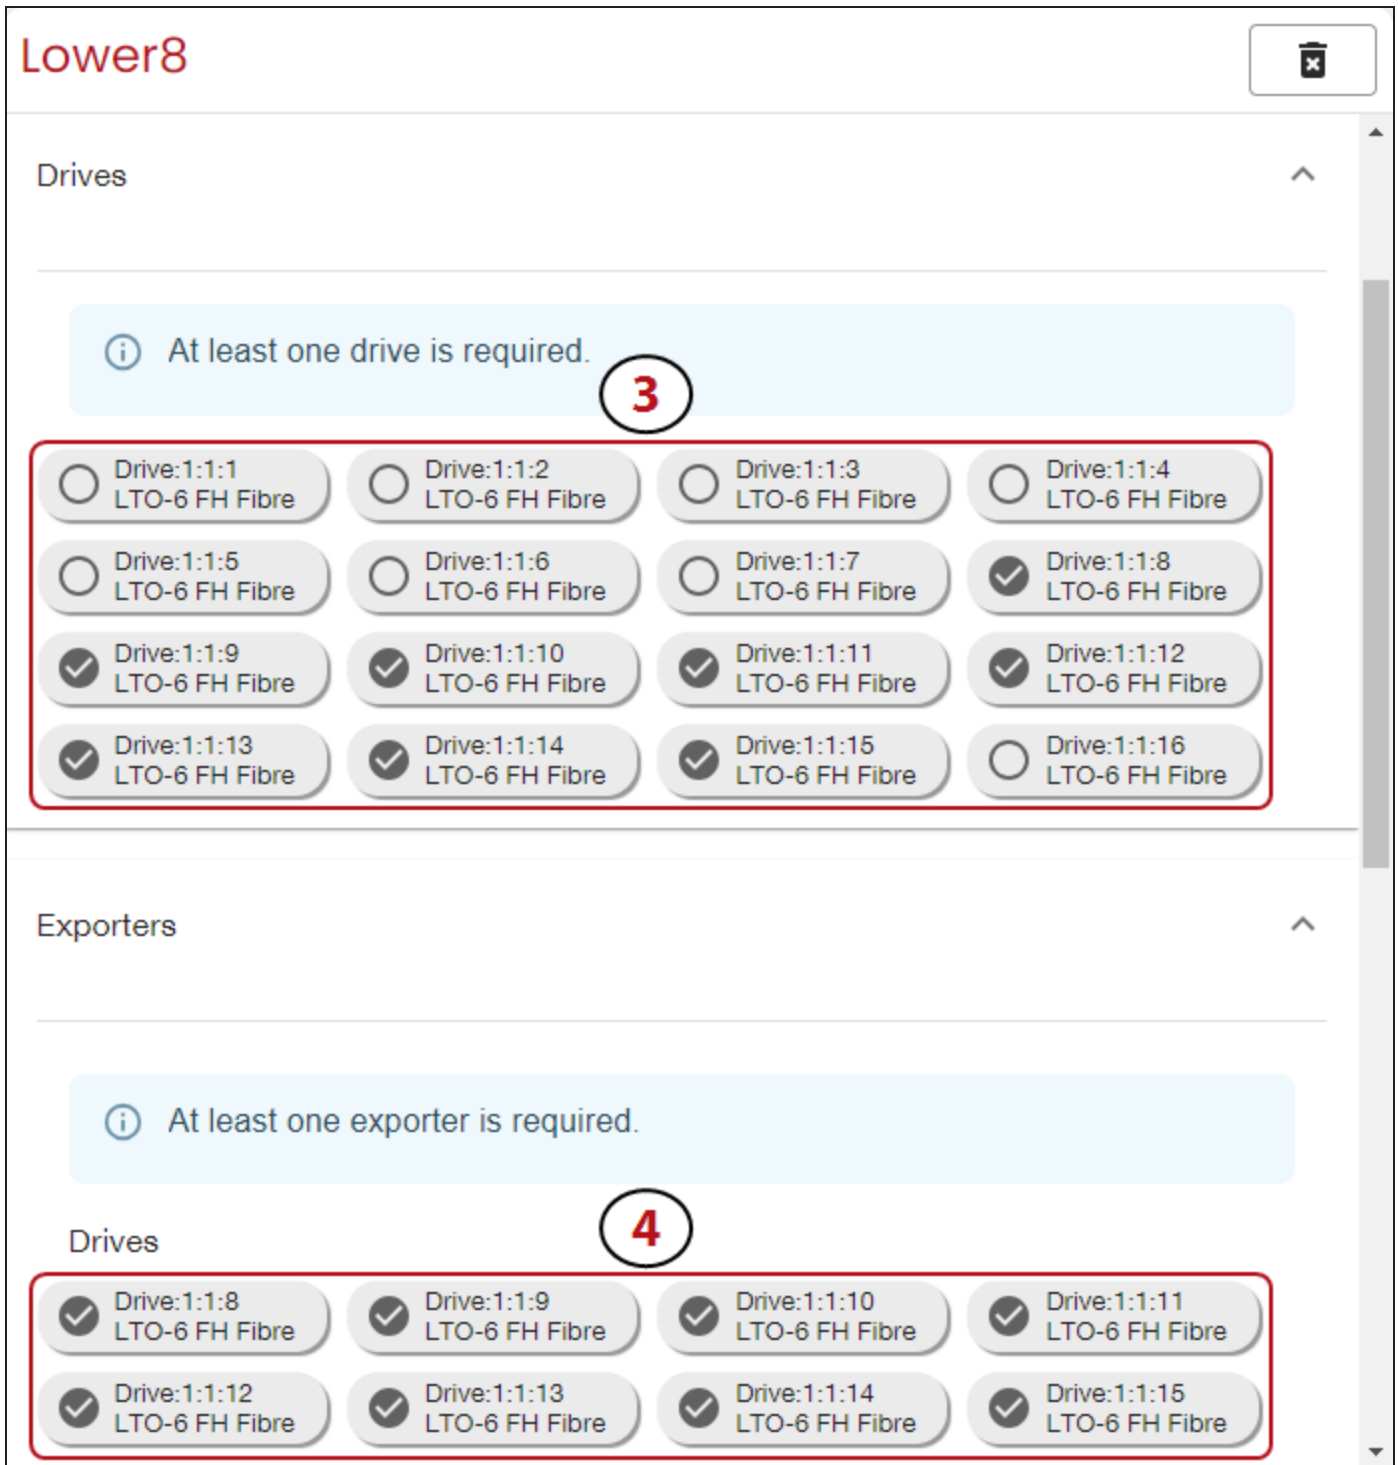 Lower8
Drives
At least one drive is required.
3
Drive:1:1:1
LTO-6 FH Fibre
Drive:1:1:2
LTO-6 FH Fibre
Drive:1:1:3
LTO-6 FH Fibre
Drive:1:1:4
LTO-6 FH Fibre
Drive:1:1:5
LTO-6 FH Fibre
Drive:1:1:6
LTO-6 FH Fibre
Drive:1:1:7
LTO-6 FH Fibre
Drive:1:1:8
LTO-6 FH Fibre
Drive:1:1:9
LTO-6 FH Fibre
Drive:1:1:10
LTO-6 FH Fibre
Drive:1:1:11
LTO-6 FH Fibre
Drive:1:1:12
LTO-6 FH Fibre
Drive:1:1:13
LTO-6 FH Fibre
Drive:1:1:14
LTO-6 FH Fibre
Drive:1:1:15
LTO-6 FH Fibre
Drive:1:1:16
LTO-6 FH Fibre
Exporters
At least one exporter is required.
4
Drives
Drive:1:1:8
LTO-6 FH Fibre
Drive:1:1:9
LTO-6 FH Fibre
Drive:1:1:10
LTO-6 FH Fibre
Drive:1:1:11
LTO-6 FH Fibre
Drive:1:1:12
LTO-6 FH Fibre
Drive:1:1:13
LTO-6 FH Fibre
Drive:1:1:14
LTO-6 FH Fibre
Drive:1:1:15
LTO-6 FH Fibre